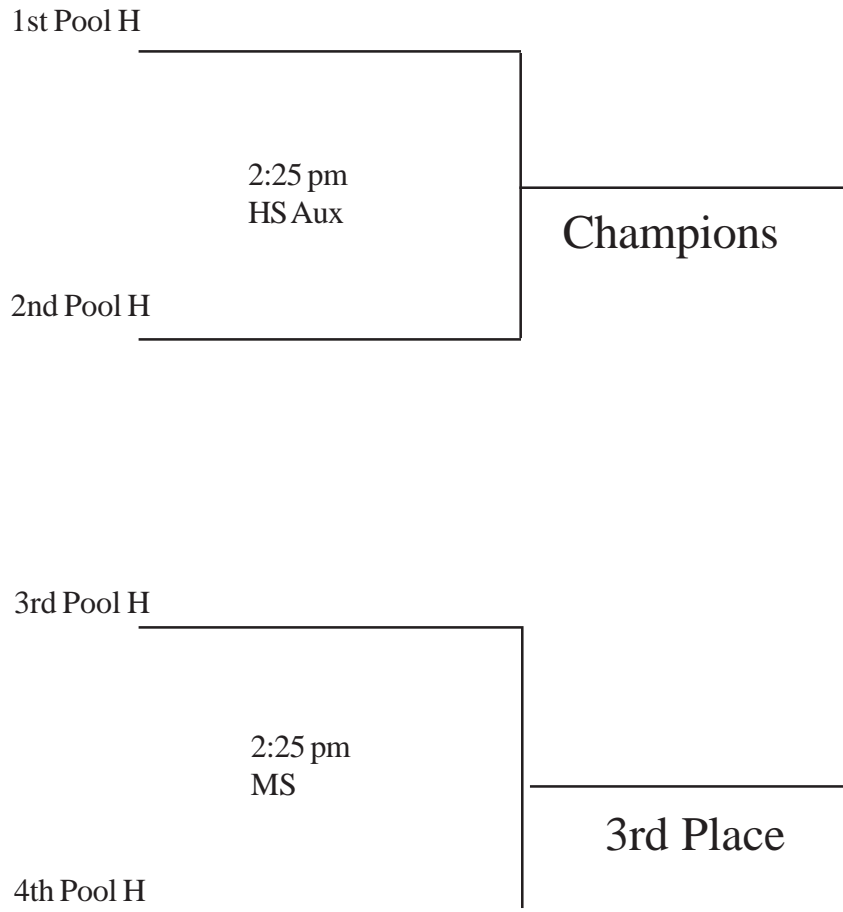 1st Pool H
2:25 pm
HS Aux
Champions
2nd Pool H
3rd Pool H
2:25 pm
MS
3rd Place
4th Pool H